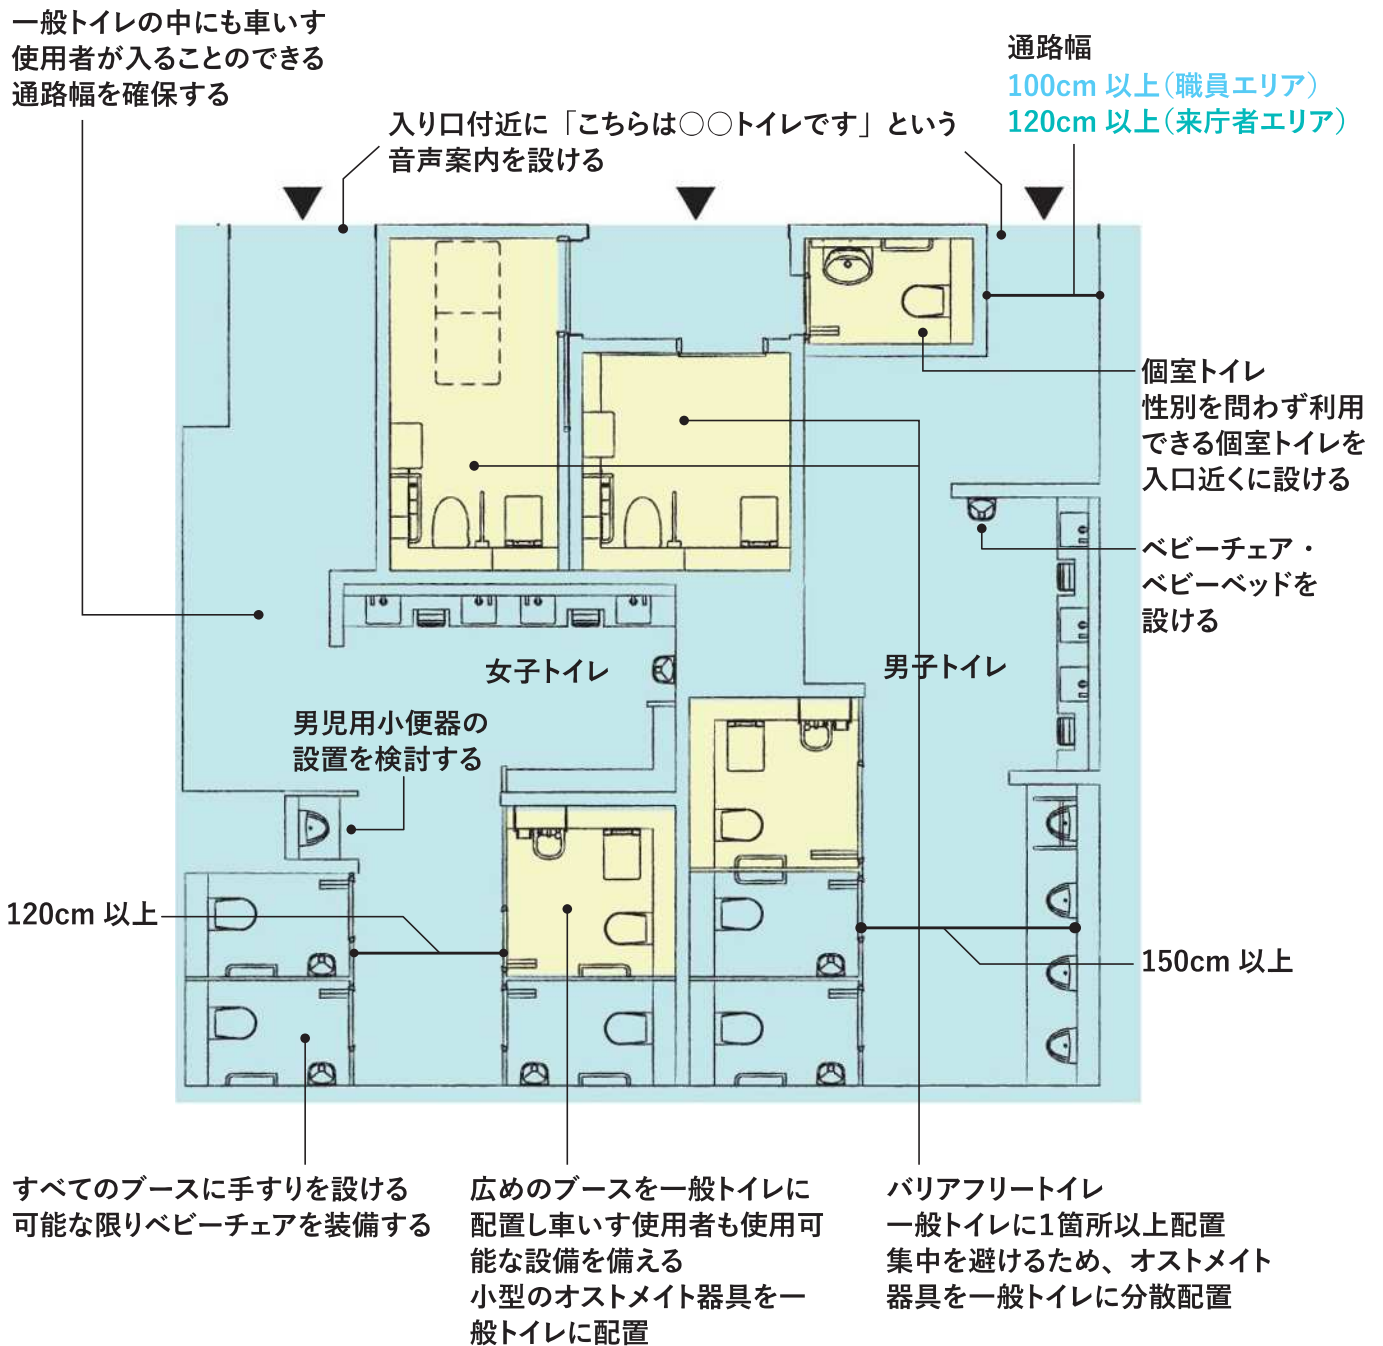 一般トイレの中にも車いす
使用者が入ることのできる
通路幅を確保する
入り口付近に「こちらは○○トイレです」という
音声案内を設ける
通路幅
100cm 以上（職員エリア）
120cm 以上（来庁者エリア）
個室トイレ
性別を問わず利用
できる個室トイレを
入口近くに設ける
ベビーチェア・
ベビーベッドを
設ける
女子トイレ
男子トイレ
男児用小便器の
設置を検討する
120cm 以上
150cm 以上
すべてのブースに手すりを設ける
可能な限りベビーチェアを装備する
広めのブースを一般トイレに
配置し車いす使用者も使用可
能な設備を備える
小型のオストメイト器具を一
般トイレに配置
バリアフリートイレ
一般トイレに1箇所以上配置
集中を避けるため、オストメイト
器具を一般トイレに分散配置